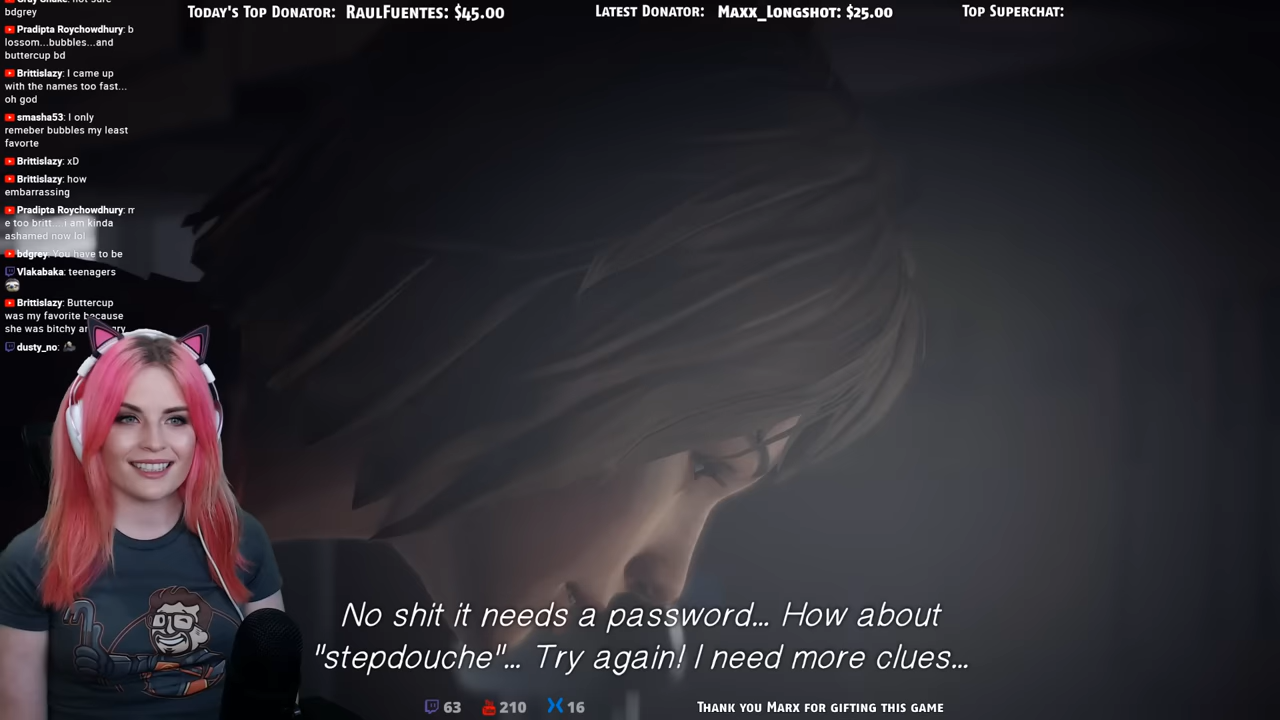 Today's Top Donator: RaulFuentes: $45.00
Latest Donator: Maxx_Longshot: $25.00
Top Superchat:
bdgrey
Pradipta Roychowdhury: b
lossom...bubbles...and
buttercup bd
Brittislazy: I came up
with the names too fast...
oh god
smasha53: I only
remeber bubbles my least
favorte
Brittislazy: xD
Brittislazy: how
embarrassing
Pradipta Roychowdhury: m
e too britt... i am kinda
ashamed now lol
bdgrey: You have to be
Vlakabaka: teenagers
Brittislazy: Buttercup
was my favorite because
she was bitchy
dusty_no:
No shit it needs a password... How about
"stepdouche"... Try again! I need more clues...
63 210 16
Thank you Marx for gifting this game